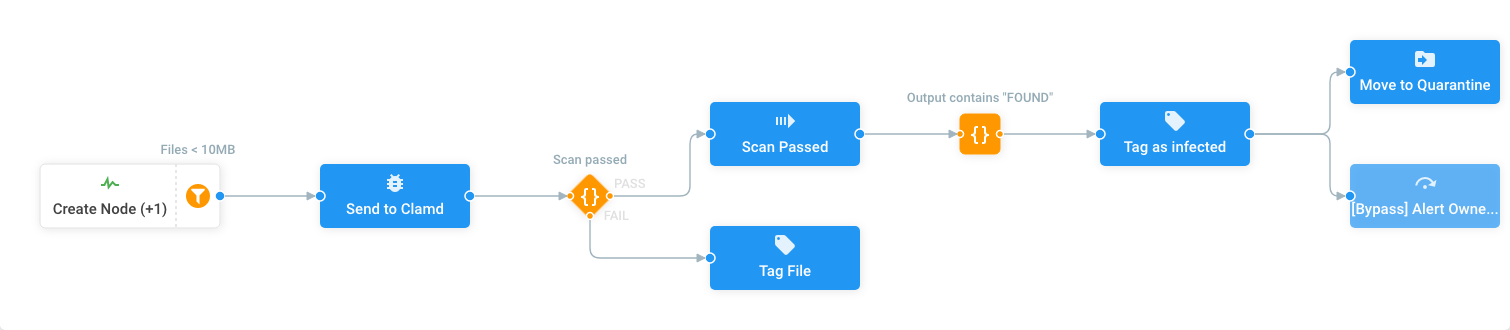 Files < 10MB
Create Node (+1)
Send to Clamd
Scan passed
{}
PASS
FAIL
Scan Passed
Tag File
Output contains "FOUND"
{}
Tag as infected
Move to Quarantine
[Bypass] Alert Owne...